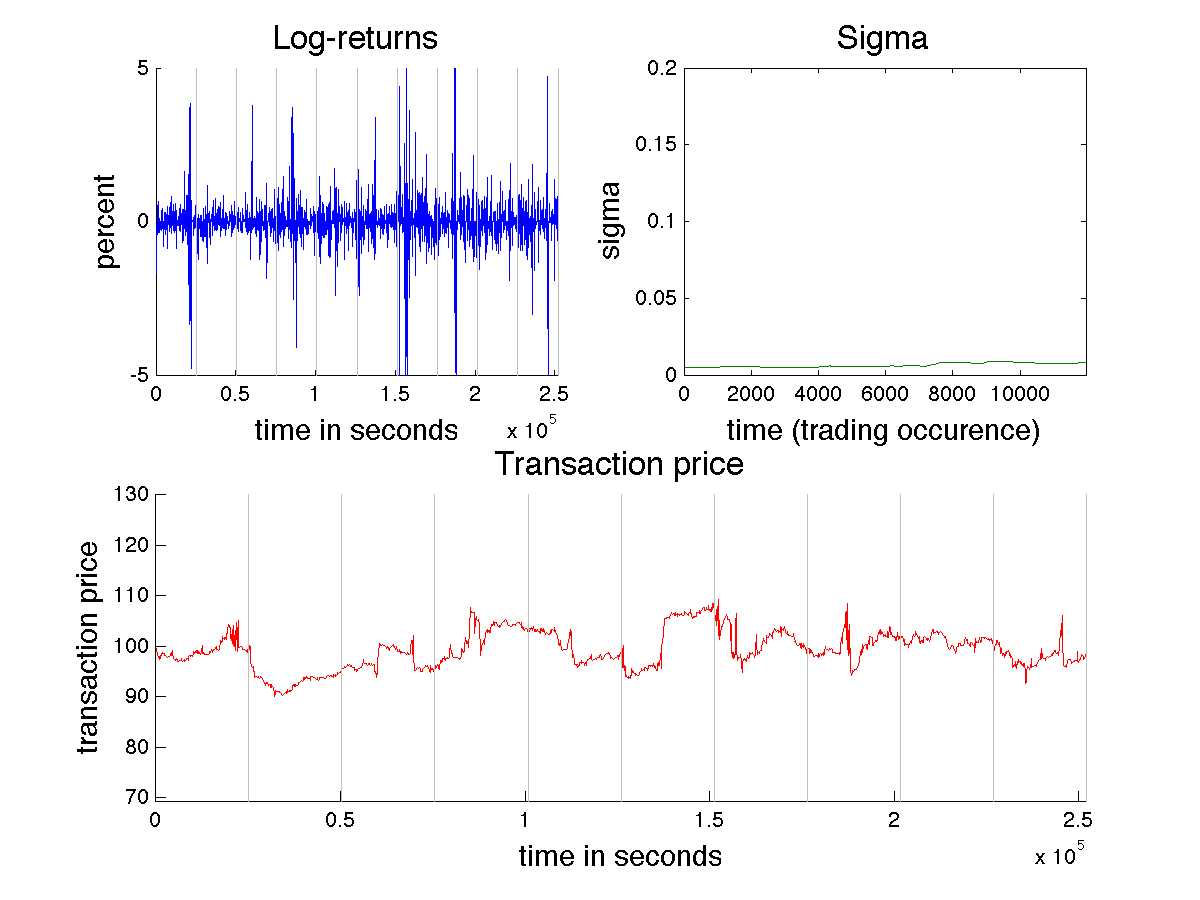 Log-returns
5
0
-5
percent
0 0.5 1 1.5 2 2.5
time in seconds
x 10^5
Sigma
0.2
0.15
0.1
0.05
0
sigma
0 2000 4000 6000 8000 10000
time (trading occurence)
Transaction price
130
120
110
100
90
80
70
transaction price
0 0.5 1 1.5 2 2.5
time in seconds
x 10^5